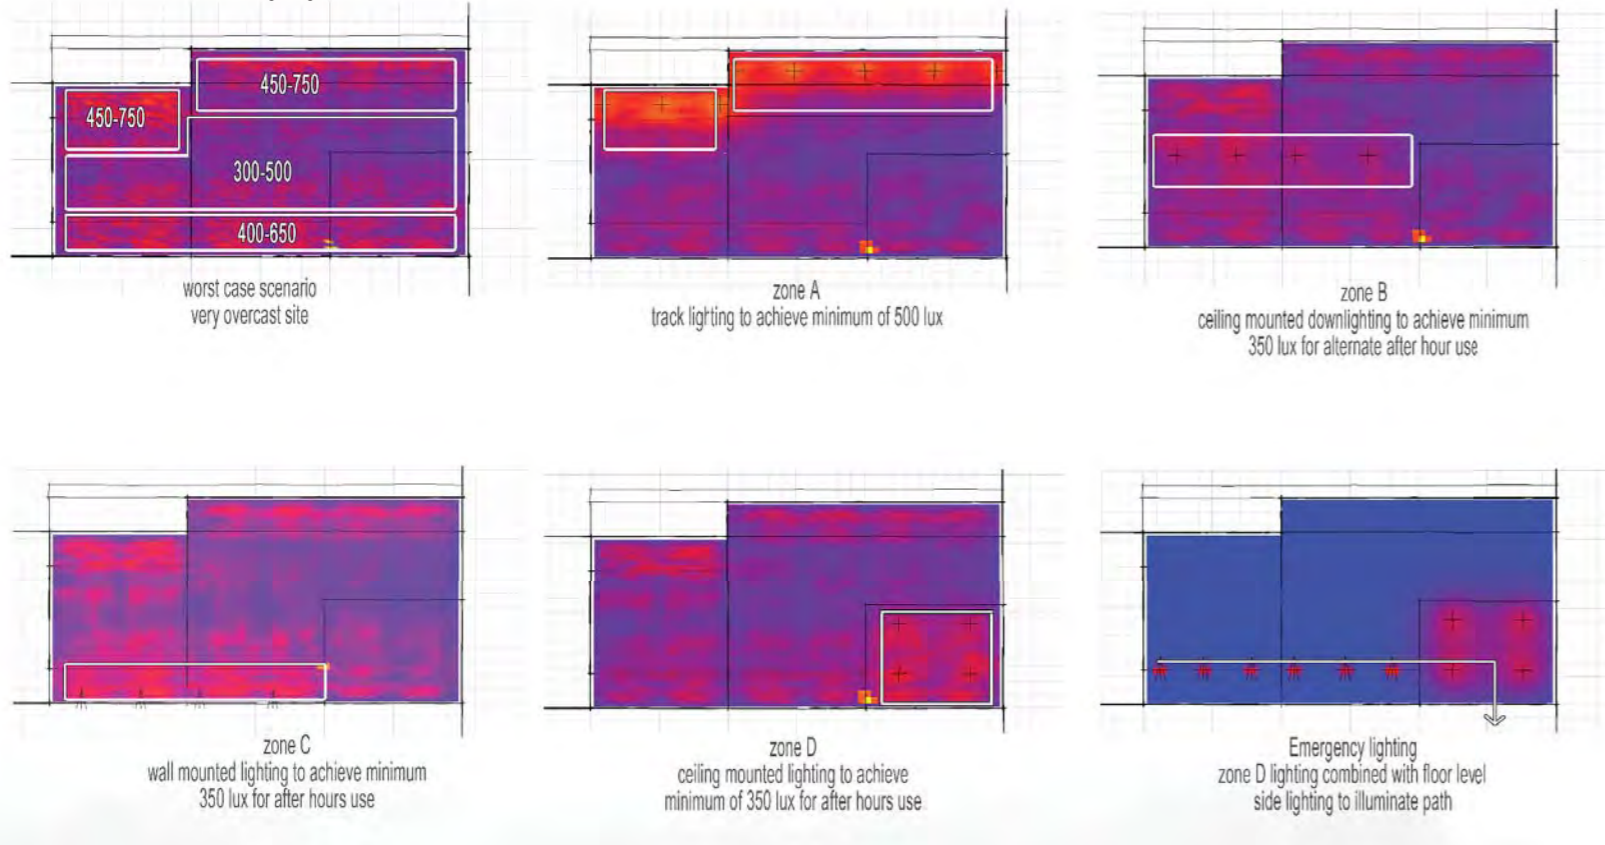 450-750
450-750
300-500
400-650
worst case scenario
very overcast site
zone A
track lighting to achieve minimum of 500 lux
zone B
ceiling mounted downlighting to achieve minimum
350 lux for alternate after hour use
zone C
wall mounted lighting to achieve minimum
350 lux for after hours use
zone D
ceiling mounted lighting to achieve
minimum of 350 lux for after hours use
Emergency lighting
zone D lighting combined with floor level
side lighting to illuminate path